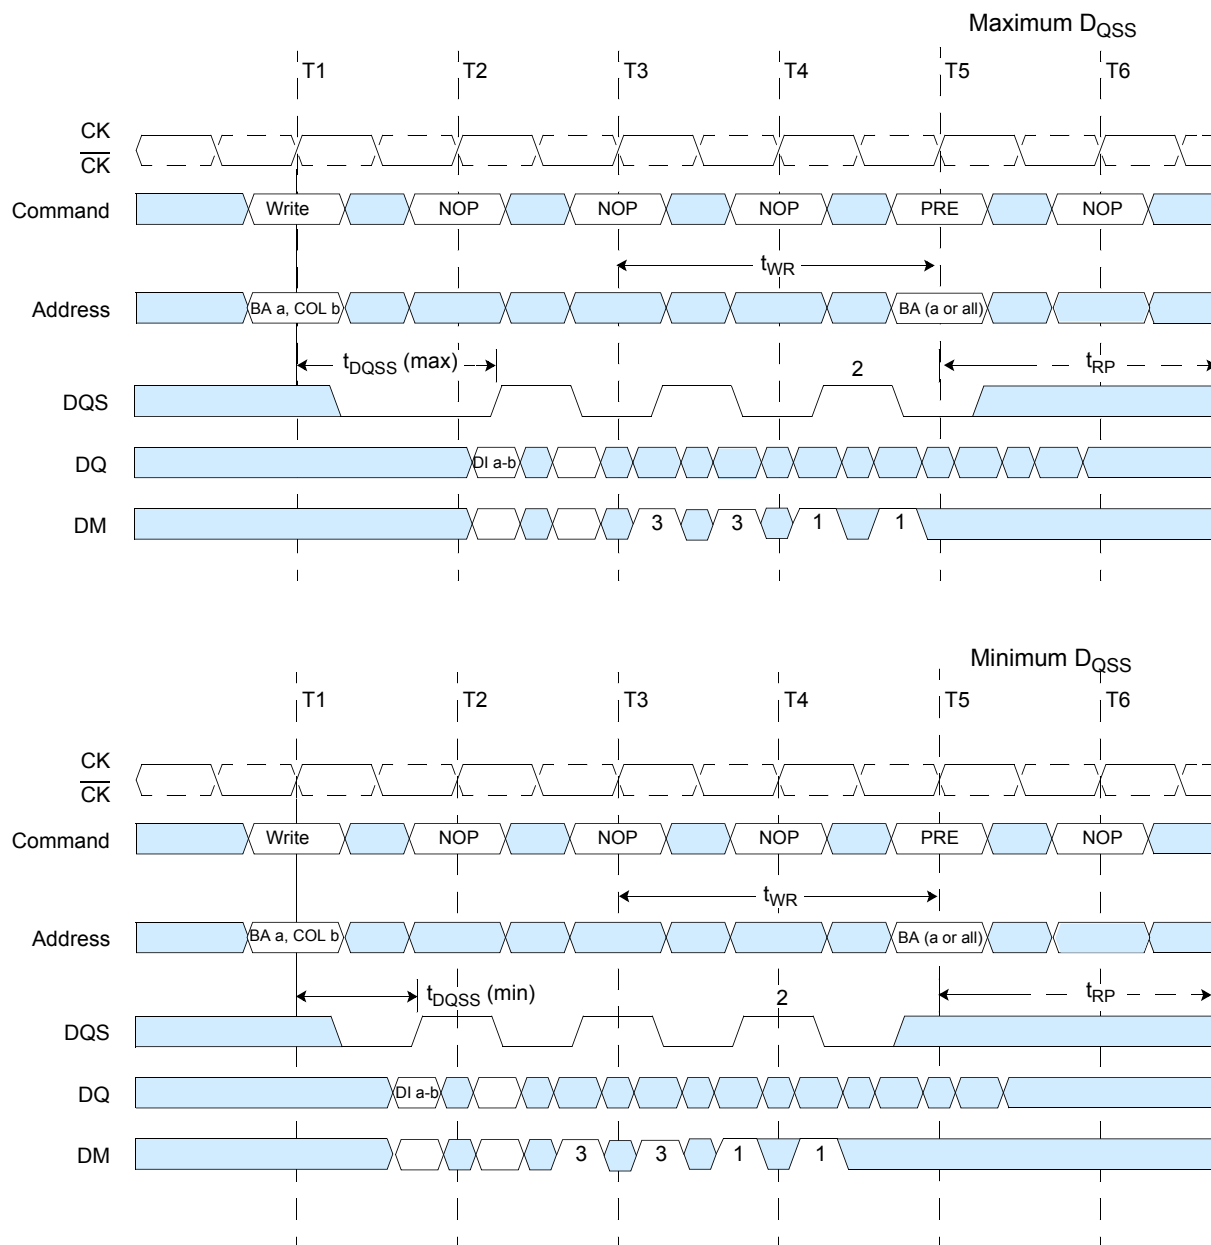 Maximum DQSS
T1 T2 T3 T4 T5 T6
CK
CK
Command Write NOP NOP NOP PRE NOP
tWR
Address BA a, COL b BA (a or all)
tDQSS (max) 2 tRP
DQS
DQ DI a-b
DM 3 3 1 1
Minimum DQSS
T1 T2 T3 T4 T5 T6
CK
CK
Command Write NOP NOP NOP PRE NOP
tWR
Address BA a, COL b BA (a or all)
tDQSS (min) 2 tRP
DQS
DQ DI a-b
DM 3 3 1 1